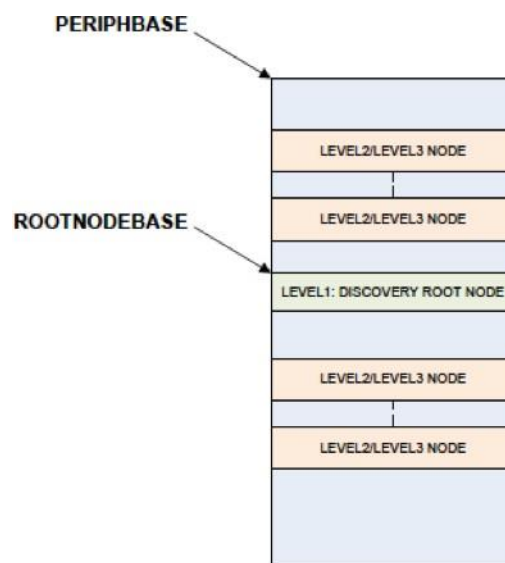 PERIPHBASE
LEVEL2/LEVEL3 NODE
LEVEL2/LEVEL3 NODE
ROOTNODEBASE
LEVEL1: DISCOVERY ROOT NODE
LEVEL2/LEVEL3 NODE
LEVEL2/LEVEL3 NODE